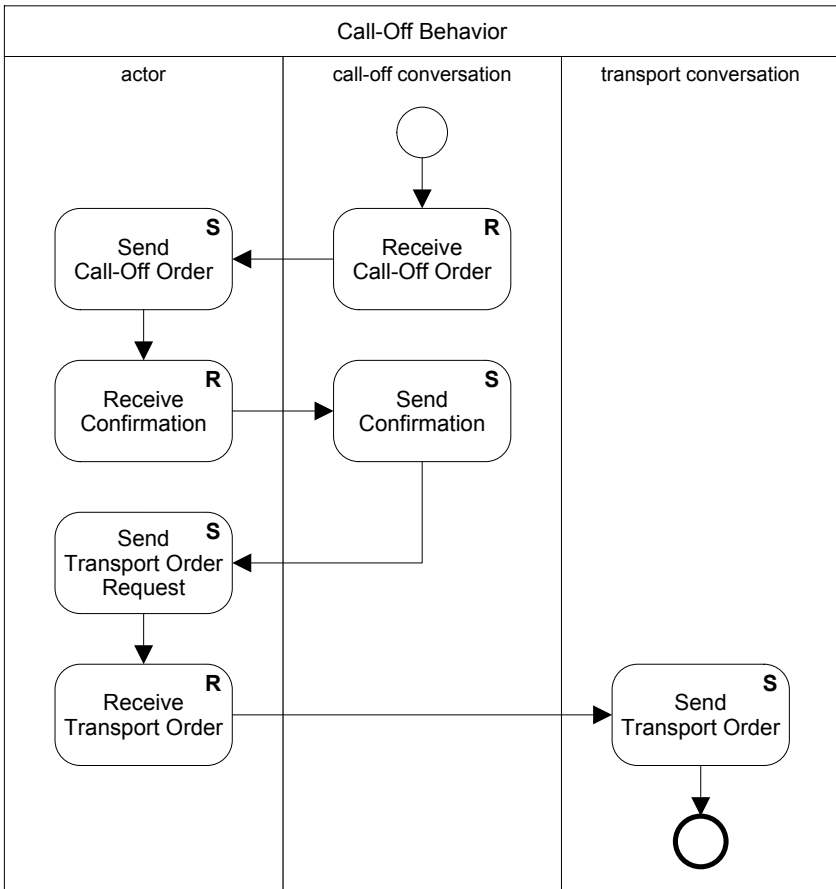 Call-Off Behavior
actor
call-off conversation
transport conversation
S
Send
Call-Off Order
R
Receive
Call-Off Order
R
Receive
Confirmation
S
Send
Confirmation
S
Send
Transport Order
Request
R
Receive
Transport Order
S
Send
Transport Order